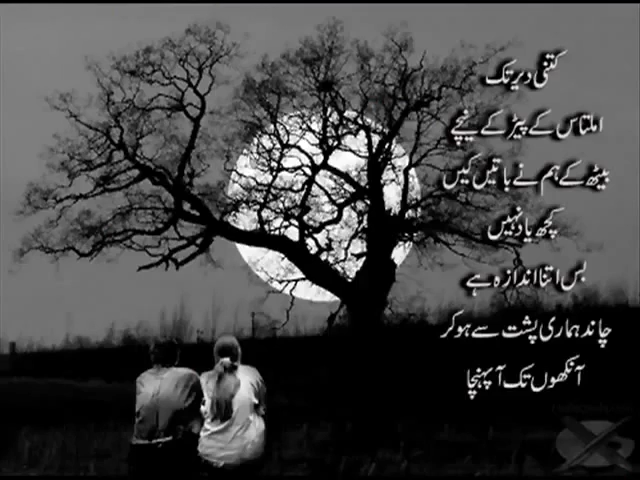 کتنی دیر تک
املتاس کے پیڑ کے نیچے
بیٹھ کے ہم نے باتیں کیں
کچھ یاد نہیں
بس اتنا اندازہ ہے
چاند ہماری پشت سے ہو کر
آنکھوں تک آ پہنچا